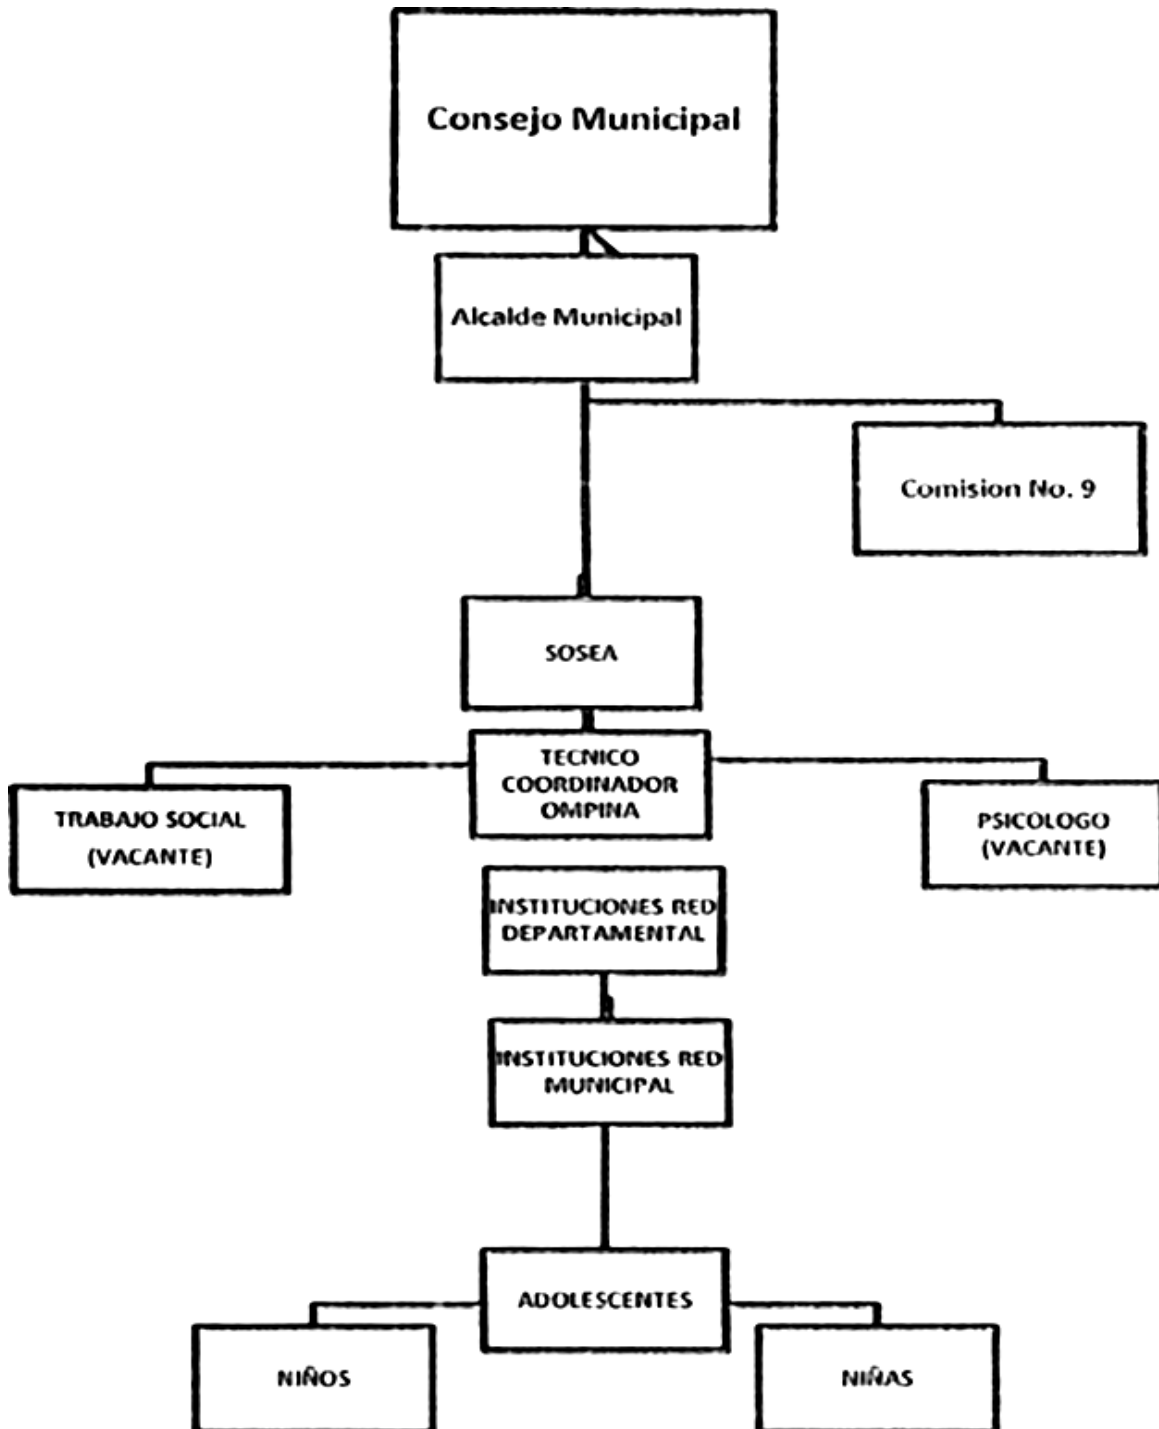 Consejo Municipal
Alcalde Municipal
Comision No. 9
SOSEA
TECNICO
COORDINADOR
OMPINA
TRABAJO SOCIAL
(VACANTE)
PSICOLOGO
(VACANTE)
INSTITUCIONES RED
DEPARTAMENTAL
INSTITUCIONES RED
MUNICIPAL
ADOLESCENTES
NIÑOS
NIÑAS